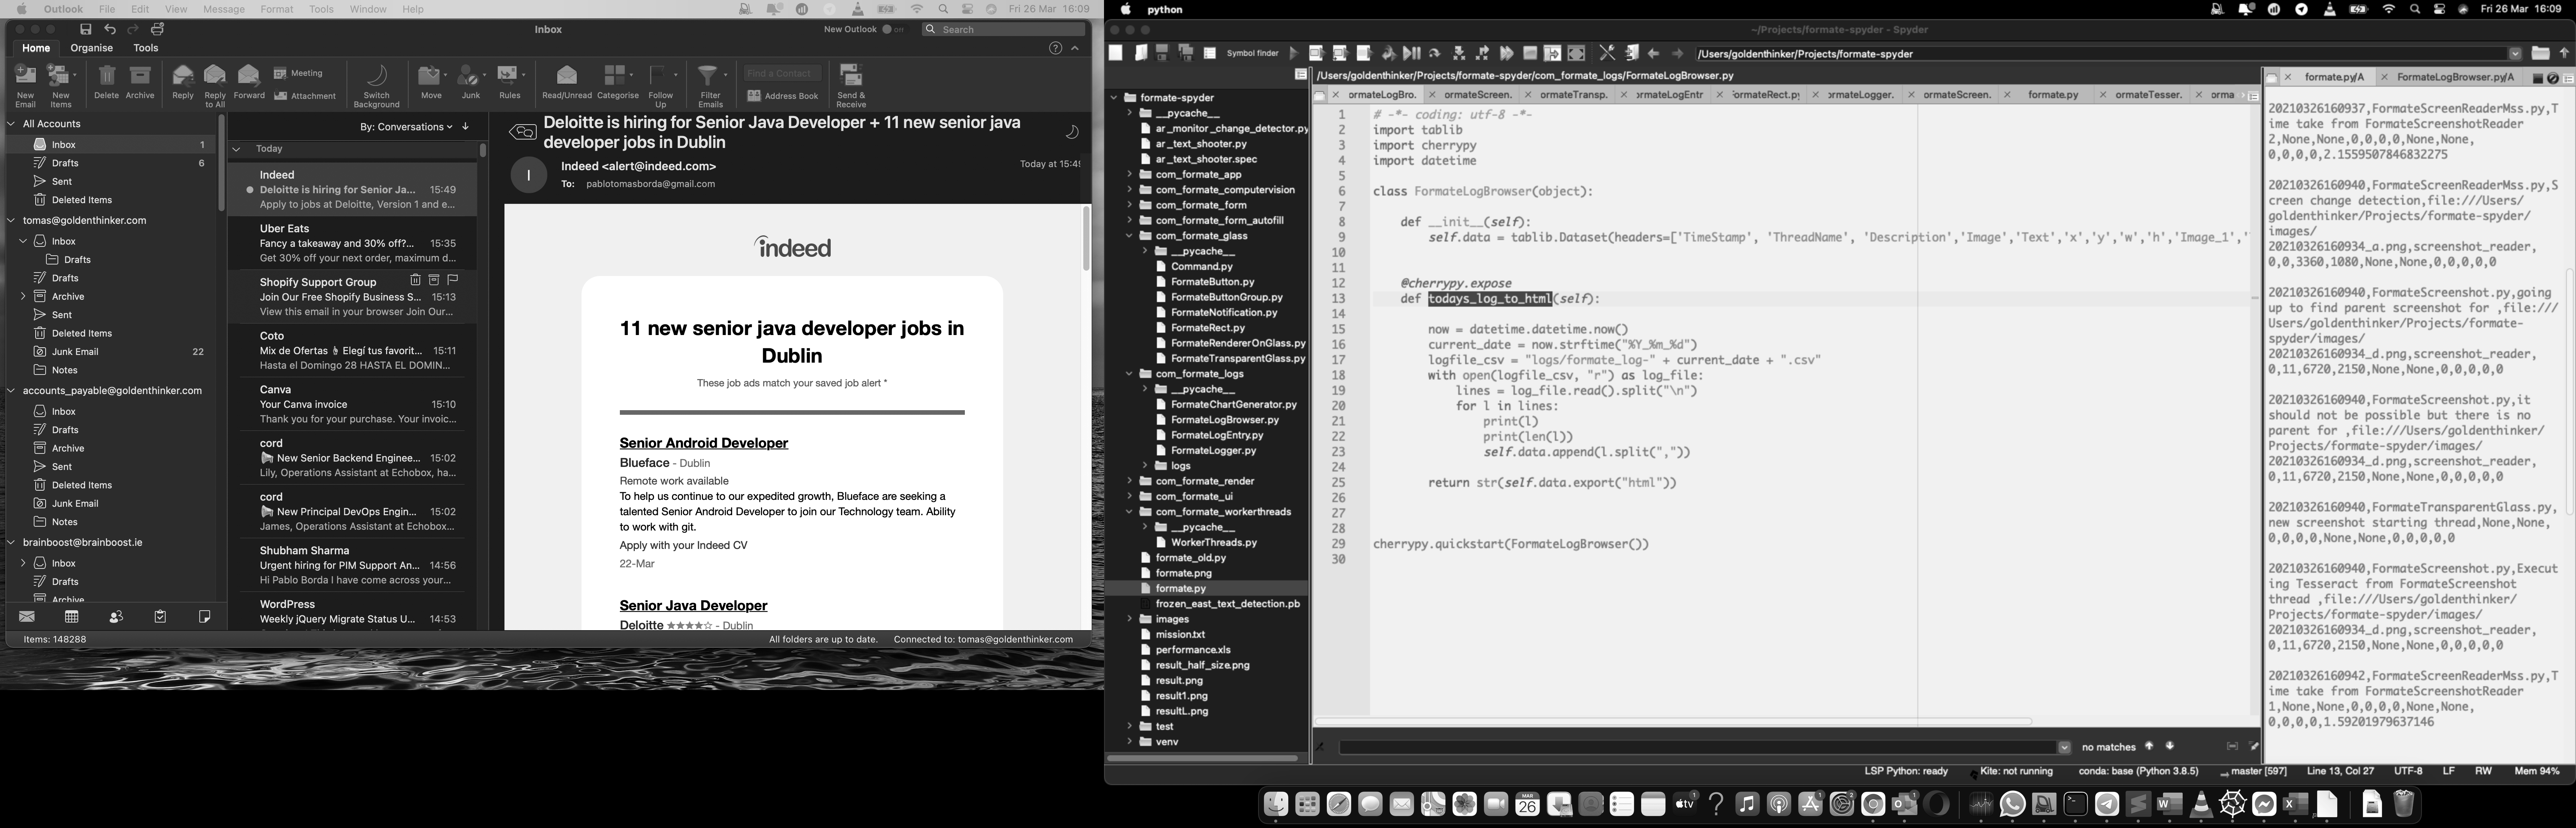 Outlook File Edit View Message Format Tools Window Help
Fri 26 Mar 16:09
Inbox
New Outlook
on
Search
Home Organise Tools
New Email
New Items
Delete
Archive
Reply
Reply to All
Forward
Meeting
Attachment
Switch Background
Move
Junk
Rules
Read/Unread
Categorise
Follow Up
Filter Emails
Find a Contact
Address Book
Send & Receive
All Accounts
Inbox 1
Drafts 6
Sent
Deleted Items
tomas@goldenthinker.com
Inbox
Drafts
Drafts
Archive
Sent
Deleted Items
Junk Email 22
Notes
accounts_payable@goldenthinker.com
Inbox
Drafts
Archive
Sent
Deleted Items
Junk Email
Notes
brainboost@brainboost.ie
Inbox
Drafts
Archive
By: Conversations
Today
Indeed
Deloitte is hiring for Senior Ja... 15:49
Apply to jobs at Deloitte, Version 1 and e...
Uber Eats
Fancy a takeaway and 30% off?... 15:35
Get 30% off your next order, maximum d...
Shopify Support Group
Join Our Free Shopify Business S... 15:13
View this email in your browser Join Our...
Coto
Mix de Ofertas Elegí tus favorit... 15:11
Hasta el Domingo 28 HASTA EL DOMIN...
Canva
Your Canva invoice 15:10
Thank you for your purchase. Your invoic...
cord
New Senior Backend Enginee... 15:02
Lily, Operations Assistant at Echobox, ha...
cord
New Principal DevOps Engin... 15:02
James, Operations Assistant at Echobox...
Shubham Sharma
Urgent hiring for PIM Support An... 14:56
Hi Pablo Borda I have come across your...
WordPress
Weekly jQuery Migrate Status U... 14:53
Deloitte is hiring for Senior Java Developer + 11 new senior java
developer jobs in Dublin
I
Indeed <alert@indeed.com>
Today at 15:49
To: pablotomasborda@gmail.com
indeed
11 new senior java developer jobs in
Dublin
These job ads match your saved job alert *
Senior Android Developer
Blueface - Dublin
Remote work available
To help us continue to our expedited growth, Blueface are seeking a
talented Senior Android Developer to join our Technology team. Ability
to work with git.
Apply with your Indeed CV
22-Mar
Senior Java Developer
Deloitte ★★★★☆ - Dublin
Items: 148288
All folders are up to date.
Connected to: tomas@goldenthinker.com
python
Fri 26 Mar 16:09
~/Projects/formate-spyder - Spyder
Symbol finder
/Users/goldenthinker/Projects/formate-spyder
/Users/goldenthinker/Projects/formate-spyder/com_formate_logs/FormateLogBrowser.py
ormateLogBro.
ormateScreen.
ormateTransp.
ormateLogEntr
ormateRect.py
ormateLogger.
ormateScreen.
formate.py
ormateTesser.
orma
formate-spyder
__pycache__
ar_monitor_change_detector.py
ar_text_shooter.py
ar_text_shooter.spec
com_formate_app
com_formate_computervision
com_formate_form
com_formate_form_autofill
com_formate_glass
__pycache__
Command.py
FormateButton.py
FormateButtonGroup.py
FormateNotification.py
FormateRect.py
FormateRendererOnGlass.py
FormateTransparentGlass.py
com_formate_logs
__pycache__
FormateChartGenerator.py
FormateLogBrowser.py
FormateLogEntry.py
FormateLogger.py
logs
com_formate_render
com_formate_ui
com_formate_workerthreads
__pycache__
WorkerThreads.py
formate_old.py
formate.png
formate.py
frozen_east_text_detection.pb
images
mission.txt
performance.xls
result_half_size.png
result.png
result1.png
resultL.png
test
venv
1 # -*- coding: utf-8 -*-
2 import tablib
3 import cherrypy
4 import datetime
5
6 class FormateLogBrowser(object):
7
8 def __init__(self):
9 self.data = tablib.Dataset(headers=['TimeStamp', 'ThreadName', 'Description','Image','Text','x','y','w','h','Image_1','
10
11
12 @cherrypy.expose
13 def todays_log_to_html(self):
14
15 now = datetime.datetime.now()
16 current_date = now.strftime("%Y_%m_%d")
17 logfile_csv = "logs/formate_log-" + current_date + ".csv"
18 with open(logfile_csv, "r") as log_file:
19 lines = log_file.read().split("\n")
20 for l in lines:
21 print(l)
22 print(len(l))
23 self.data.append(l.split(","))
24
25 return str(self.data.export("html"))
26
27
28
29 cherrypy.quickstart(FormateLogBrowser())
30
no matches
LSP Python: ready
Kite: not running
conda: base (Python 3.8.5)
master [597]
Line 13, Col 27
UTF-8
LF
RW
Mem 94%
formate.py/A
FormateLogBrowser.py/A
20210326160937,FormateScreenReaderMss.py,T
ime take from FormateScreenshotReader
2,None,None,0,0,0,0,None,None,
0,0,0,0,2.1559507846832275
20210326160940,FormateScreenReaderMss.py,S
creen change detection,file:///Users/
goldenthinker/Projects/formate-spyder/
images/
20210326160934_a.png,screenshot_reader,
0,0,3360,1080,None,None,0,0,0,0,0
20210326160940,FormateScreenshot.py,going
up to find parent screenshot for ,file:///
Users/goldenthinker/Projects/formate-
spyder/images/
20210326160934_d.png,screenshot_reader,
0,11,6720,2150,None,None,0,0,0,0,0
20210326160940,FormateScreenshot.py,it
should not be possible but there is no
parent for ,file:///Users/goldenthinker/
Projects/formate-spyder/images/
20210326160934_d.png,screenshot_reader,
0,11,6720,2150,None,None,0,0,0,0,0
20210326160940,FormateTransparentGlass.py,
new screenshot starting thread,None,None,
0,0,0,0,None,None,0,0,0,0,0
20210326160940,FormateScreenshot.py,Execut
ing Tesseract from FormateScreenshot
thread ,file:///Users/goldenthinker/
Projects/formate-spyder/images/
20210326160934_d.png,screenshot_reader,
0,11,6720,2150,None,None,0,0,0,0,0
20210326160942,FormateScreenReaderMss.py,T
ime take from FormateScreenshotReader
1,None,None,0,0,0,0,None,None,
0,0,0,0,1.59201979637146
MAR
26
tv